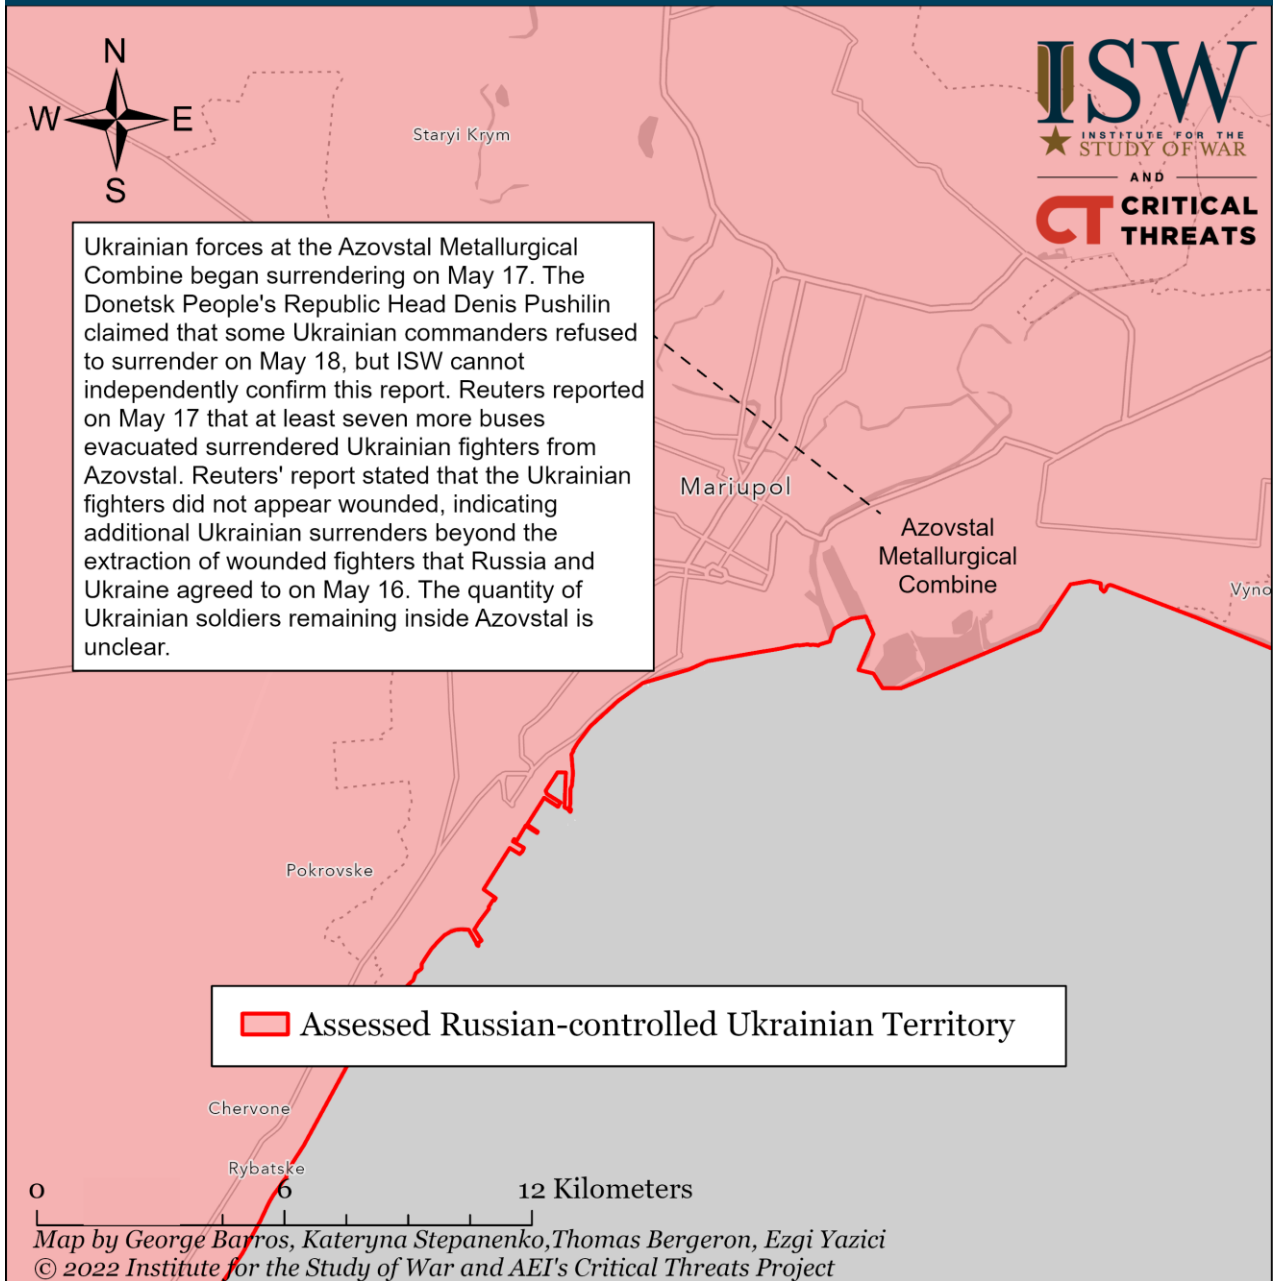 N
W E
S
ISW
INSTITUTE FOR THE
STUDY OF WAR
AND
CT CRITICAL
THREATS
Staryi Krym
Ukrainian forces at the Azovstal Metallurgical
Combine began surrendering on May 17. The
Donetsk People's Republic Head Denis Pushilin
claimed that some Ukrainian commanders refused
to surrender on May 18, but ISW cannot
independently confirm this report. Reuters reported
on May 17 that at least seven more buses
evacuated surrendered Ukrainian fighters from
Azovstal. Reuters' report stated that the Ukrainian
fighters did not appear wounded, indicating
additional Ukrainian surrenders beyond the
extraction of wounded fighters that Russia and
Ukraine agreed to on May 16. The quantity of
Ukrainian soldiers remaining inside Azovstal is
unclear.
Mariupol
Azovstal
Metallurgical
Combine
Vyno
Pokrovske
Assessed Russian-controlled Ukrainian Territory
Chervone
Rybatske
0 6 12 Kilometers
Map by George Barros, Kateryna Stepanenko,Thomas Bergeron, Ezgi Yazici
© 2022 Institute for the Study of War and AEI's Critical Threats Project